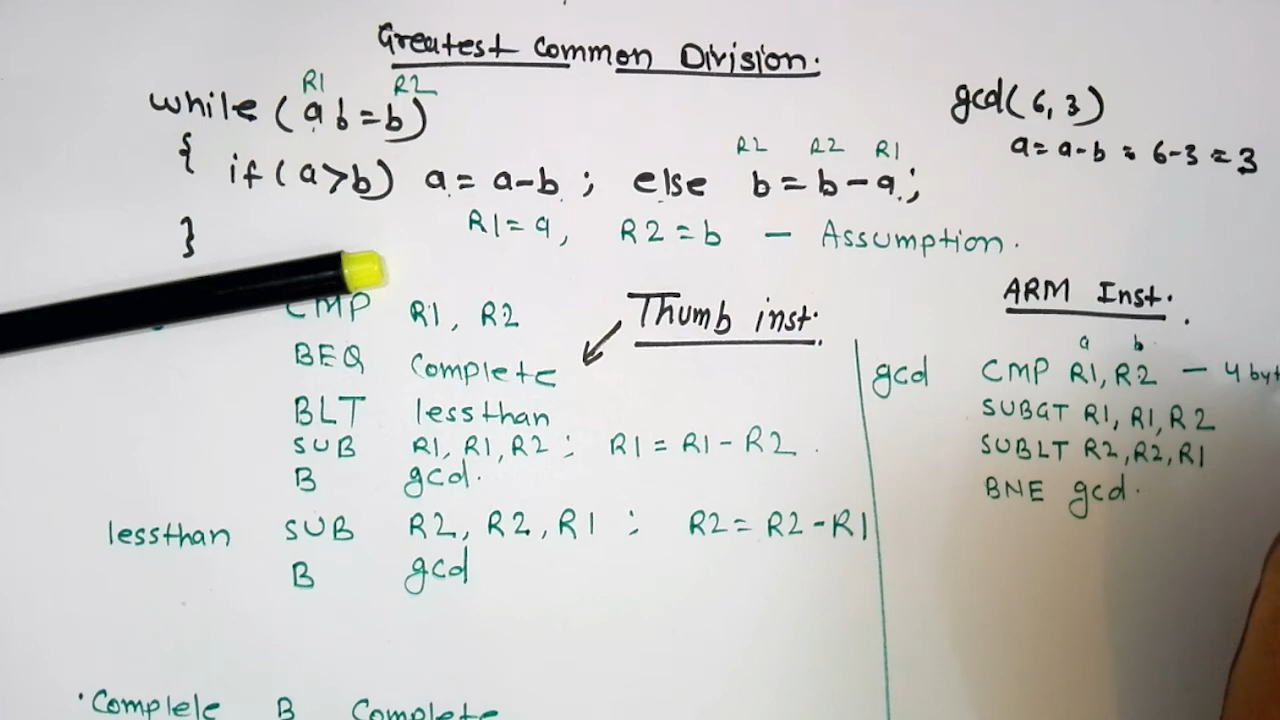 Greatest Common Division.
R1 R2
while (a b=b)
{ if (a>b) a = a-b ; else b = b-a ;
R2 R2 R1
}
R1 = a, R2 = b - Assumption.
gcd(6,3)
a = a-b = 6-3 = 3
Thumb inst.
CMP R1, R2
BEQ Complete
BLT lessthan
SUB R1, R1, R2 ; R1 = R1 - R2 .
B gcd.
lessthan SUB R2, R2, R1 ; R2 = R2 - R1
B gcd
Complele B Complete
ARM Inst.
a b
gcd CMP R1, R2 - 4 byt
SUBGT R1, R1, R2
SUBLT R2, R2, R1
BNE gcd.